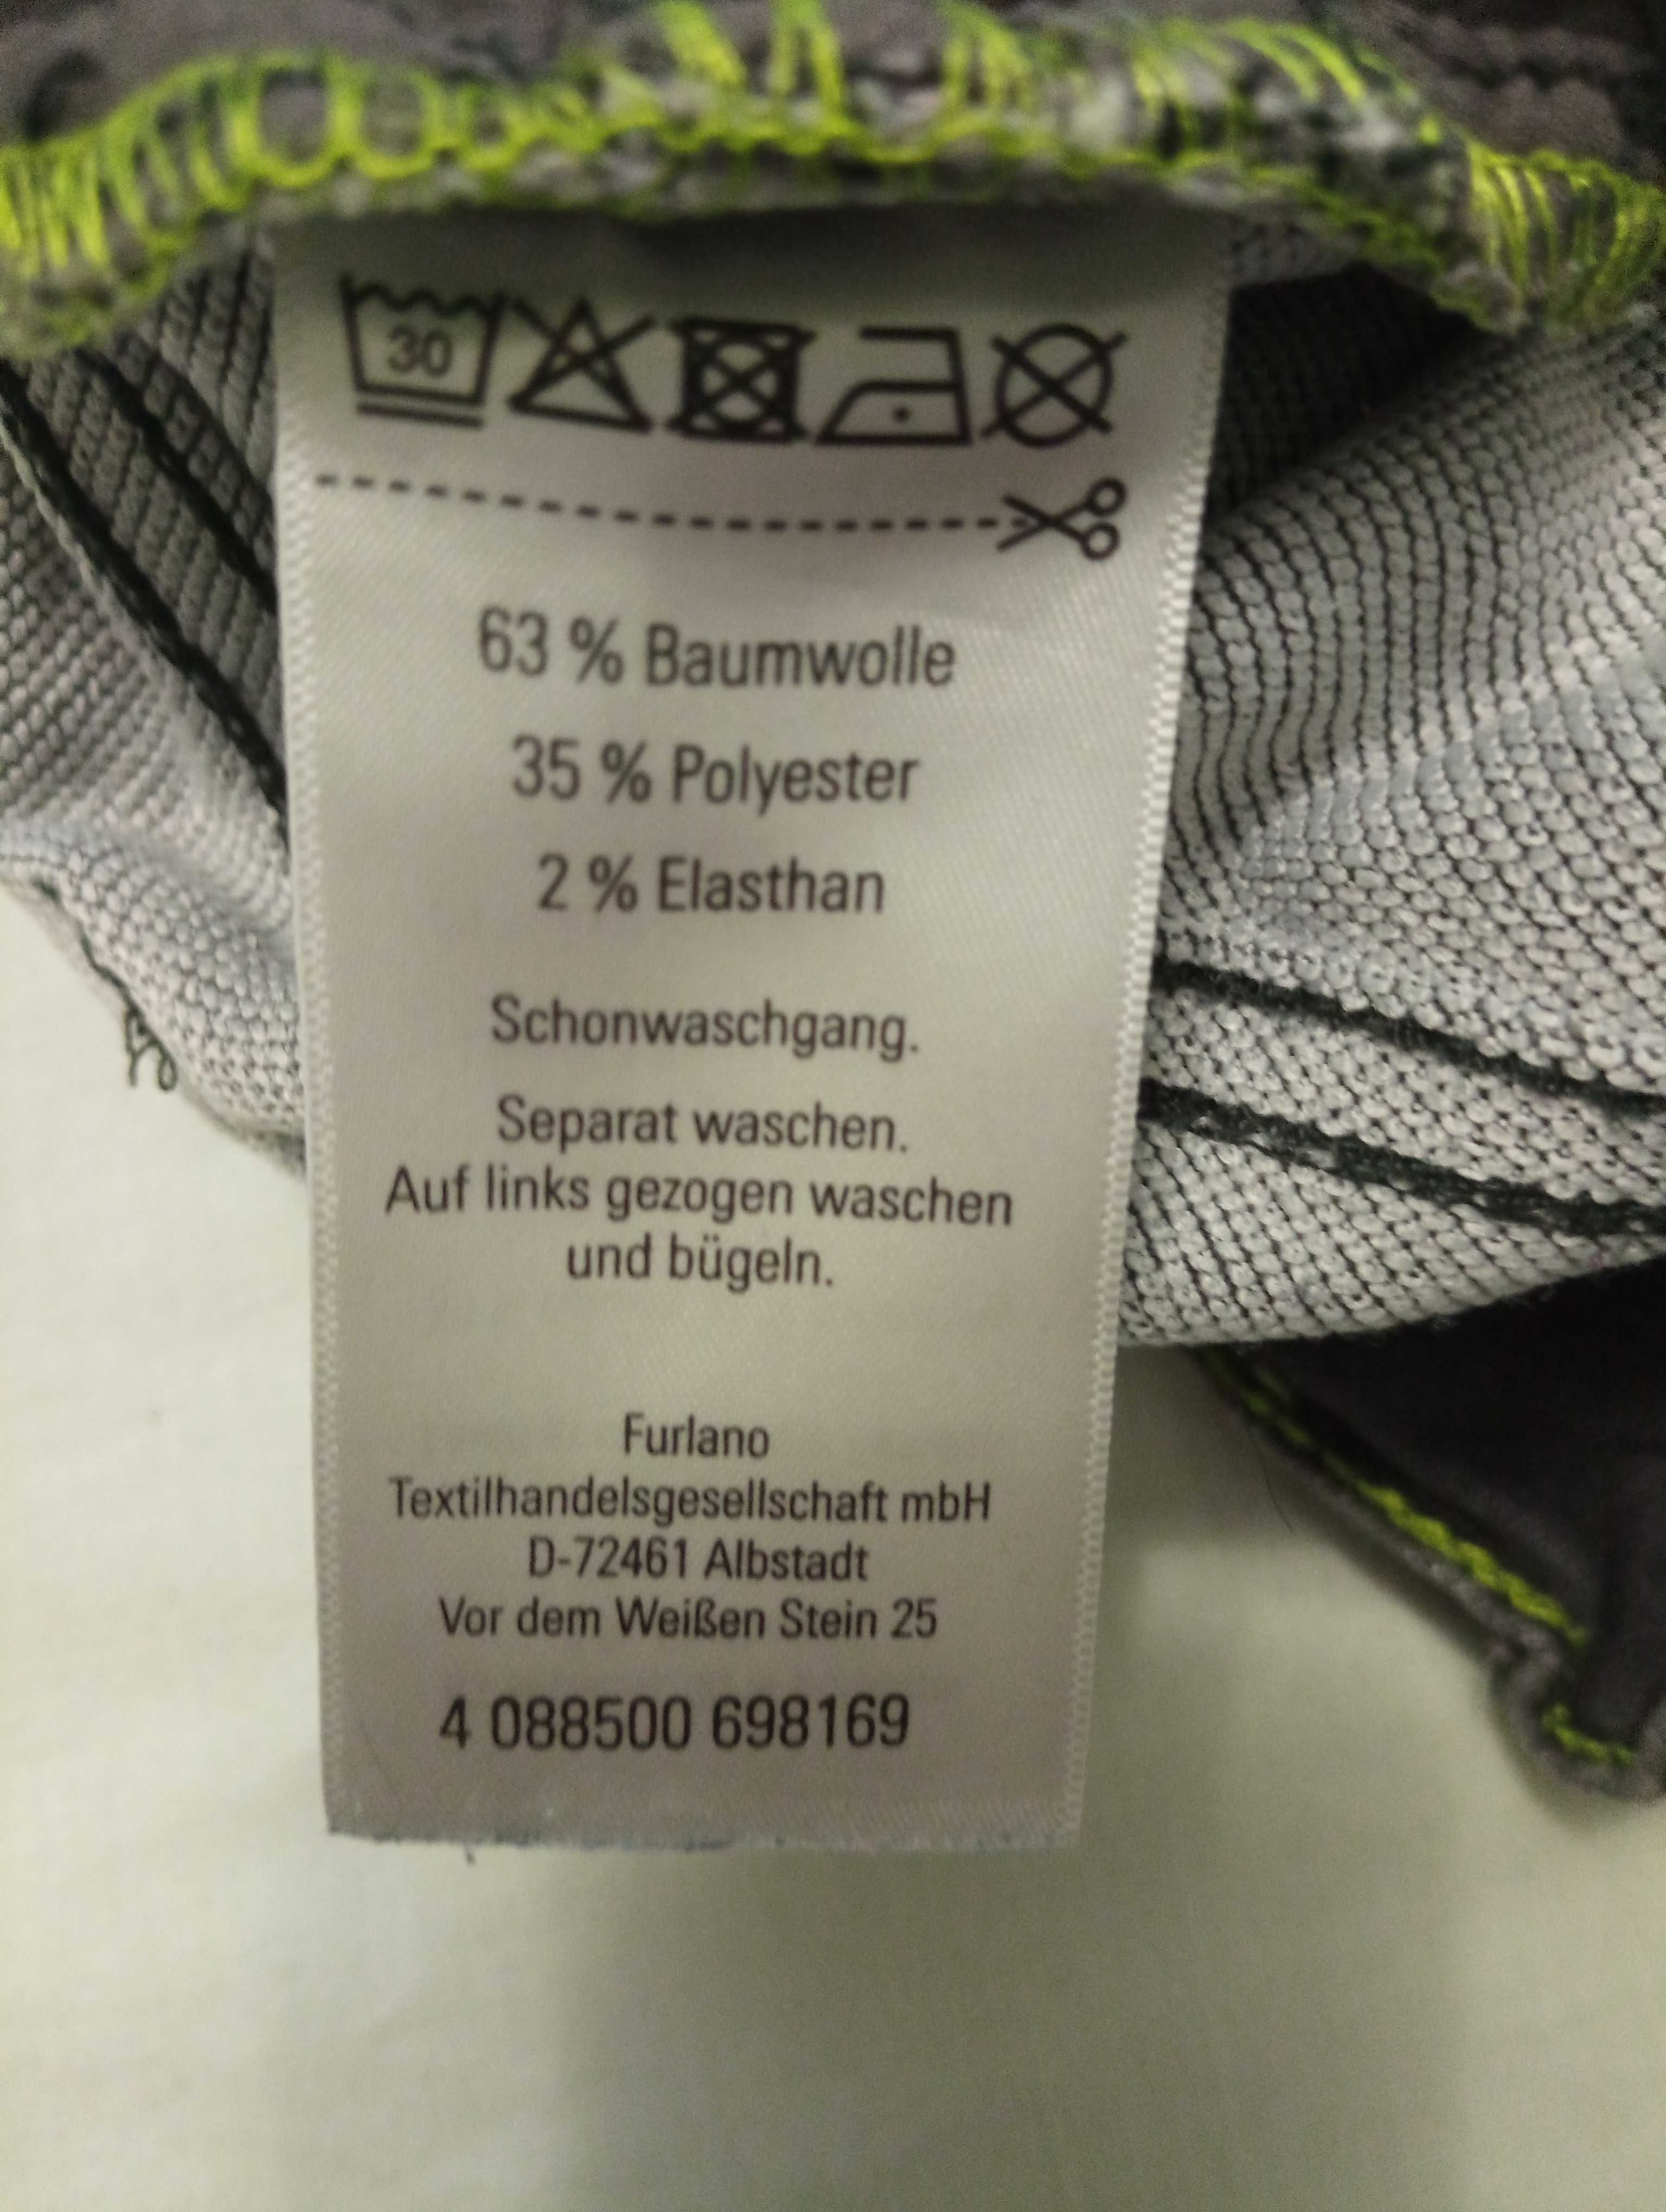 30
63 % Baumwolle
35 % Polyester
2 % Elasthan
Schonwaschgang.
Separat waschen.
Auf links gezogen waschen
und bügeln.
Furlano
Textilhandelsgesellschaft mbH
D-72461 Albstadt
Vor dem Weißen Stein 25
4 088500 698169